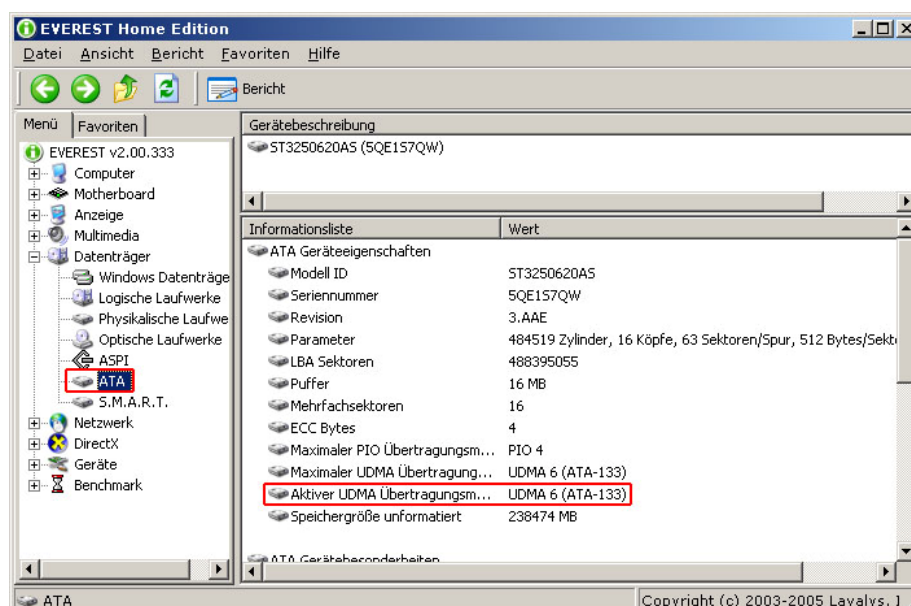 EVEREST Home Edition
Datei Ansicht Bericht Favoriten Hilfe
Bericht
Menü Favoriten
EVEREST v2.00.333
Computer
Motherboard
Anzeige
Multimedia
Datenträger
Windows Datenträge
Logische Laufwerke
Physikalische Laufwe
Optische Laufwerke
ASPI
ATA
S.M.A.R.T.
Netzwerk
DirectX
Geräte
Benchmark
Gerätebeschreibung
ST3250620AS (5QE1S7QW)
Informationsliste Wert
ATA Geräteeigenschaften
Modell ID ST3250620AS
Seriennummer 5QE1S7QW
Revision 3.AAE
Parameter 484519 Zylinder, 16 Köpfe, 63 Sektoren/Spur, 512 Bytes/Sekt
LBA Sektoren 488395055
Puffer 16 MB
Mehrfachsektoren 16
ECC Bytes 4
Maximaler PIO Übertragungsm... PIO 4
Maximaler UDMA Übertragung... UDMA 6 (ATA-133)
Aktiver UDMA Übertragungsm... UDMA 6 (ATA-133)
Speichergröße unformatiert 238474 MB
ATA Gerätebesonderheiten
ATA
Copyright (c) 2003-2005 Lavalys, I